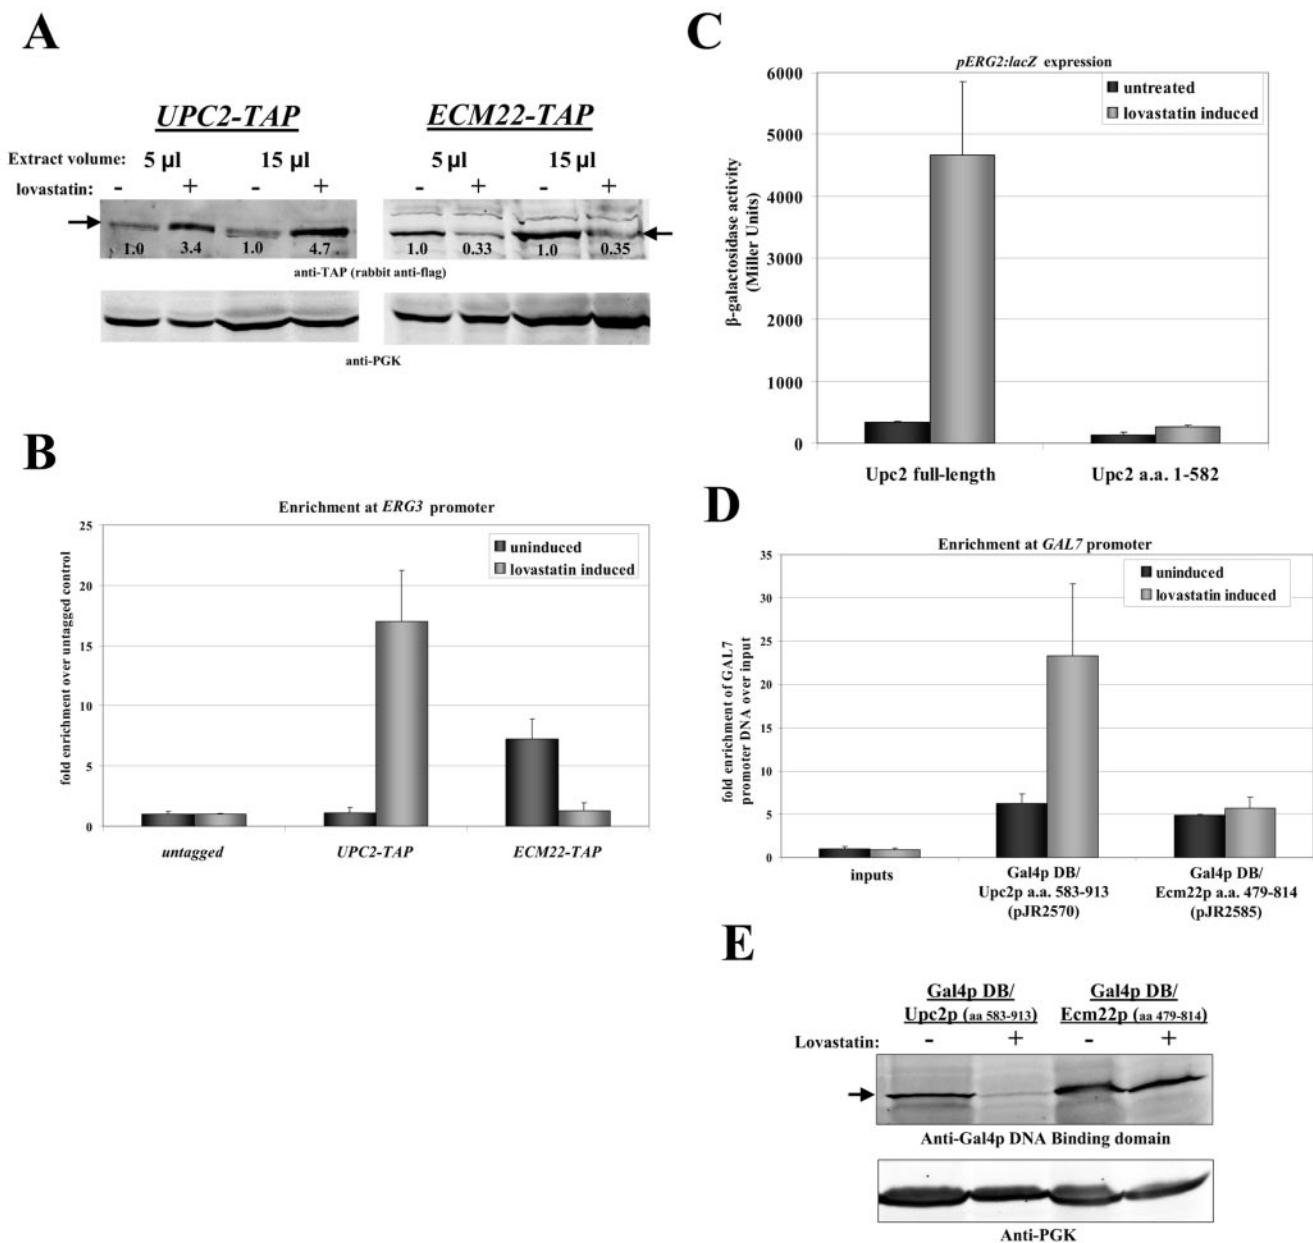 A
UPC2-TAP ECM22-TAP
Extract volume: 5 µl 15 µl 5 µl 15 µl
lovastatin: - + - + - + - +
1.0 3.4 1.0 4.7 1.0 0.33 1.0 0.35
anti-TAP (rabbit anti-flag)
anti-PGK
B
Enrichment at ERG3 promoter
fold enrichment over untagged control
25
20
15
10
5
0
uninduced
lovastatin induced
untagged UPC2-TAP ECM22-TAP
C
pERG2:lacZ expression
β-galactosidase activity
(Miller Units)
6000
5000
4000
3000
2000
1000
0
untreated
lovastatin induced
Upc2 full-length Upc2 a.a. 1-582
D
Enrichment at GAL7 promoter
fold enrichment of GAL7
promoter DNA over input
35
30
25
20
15
10
5
0
uninduced
lovastatin induced
inputs
Gal4p DB/
Upc2p a.a. 583-913
(pJR2570)
Gal4p DB/
Ecm22p a.a. 479-814
(pJR2585)
E
Gal4p DB/ Gal4p DB/
Upc2p (aa 583-913) Ecm22p (aa 479-814)
Lovastatin: - + - +
Anti-Gal4p DNA Binding domain
Anti-PGK